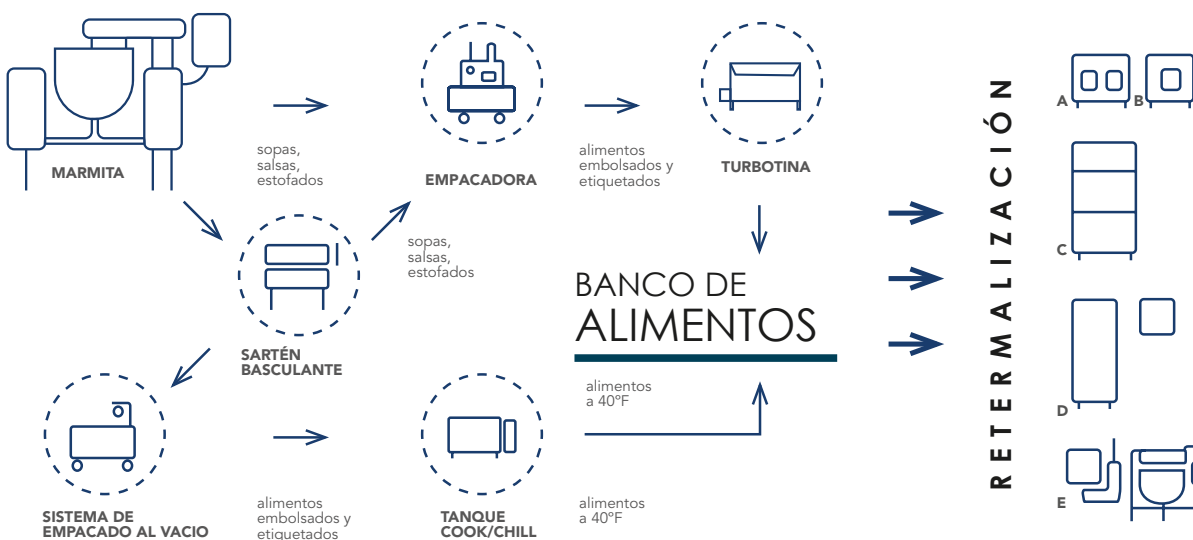 MARMITA
sopas,
salsas,
estofados
EMPACADORA
alimentos
embolsados y
etiquetados
TURBOTINA
sopas,
salsas,
estofados
SARTÉN
BASCULANTE
BANCO DE
ALIMENTOS
alimentos
a 40ºF
SISTEMA DE
EMPACADO AL VACIO
alimentos
embolsados y
etiquetados
TANQUE
COOK/CHILL
alimentos
a 40ºF
RETERMALIZACIÓN
A
B
C
D
E